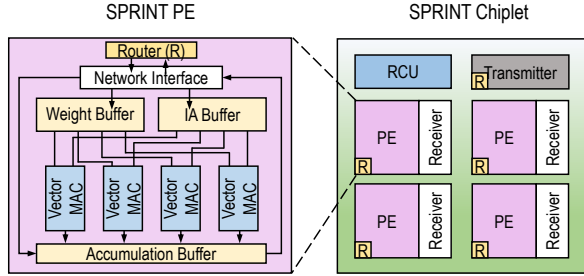 SPRINT PE
Router (R)
Network Interface
Weight Buffer
IA Buffer
Vector
MAC
Vector
MAC
Vector
MAC
Vector
MAC
Accumulation Buffer
SPRINT Chiplet
RCU
Transmitter
R
PE
Receiver
R
PE
Receiver
R
PE
Receiver
R
PE
Receiver
R